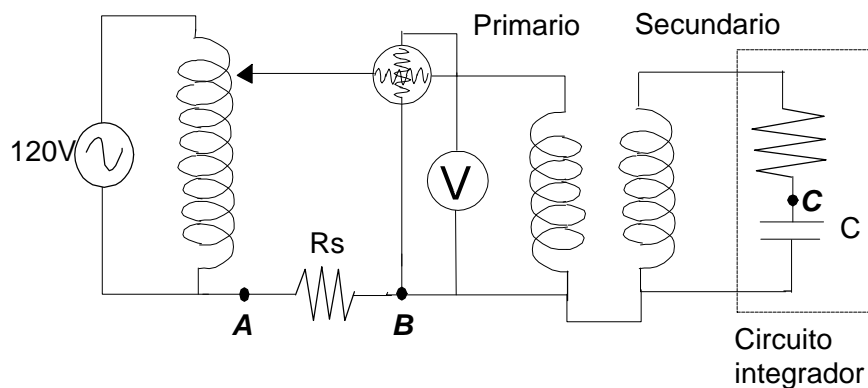 Primario
Secundario
120V
V
C
C
Rs
A
B
Circuito
integrador